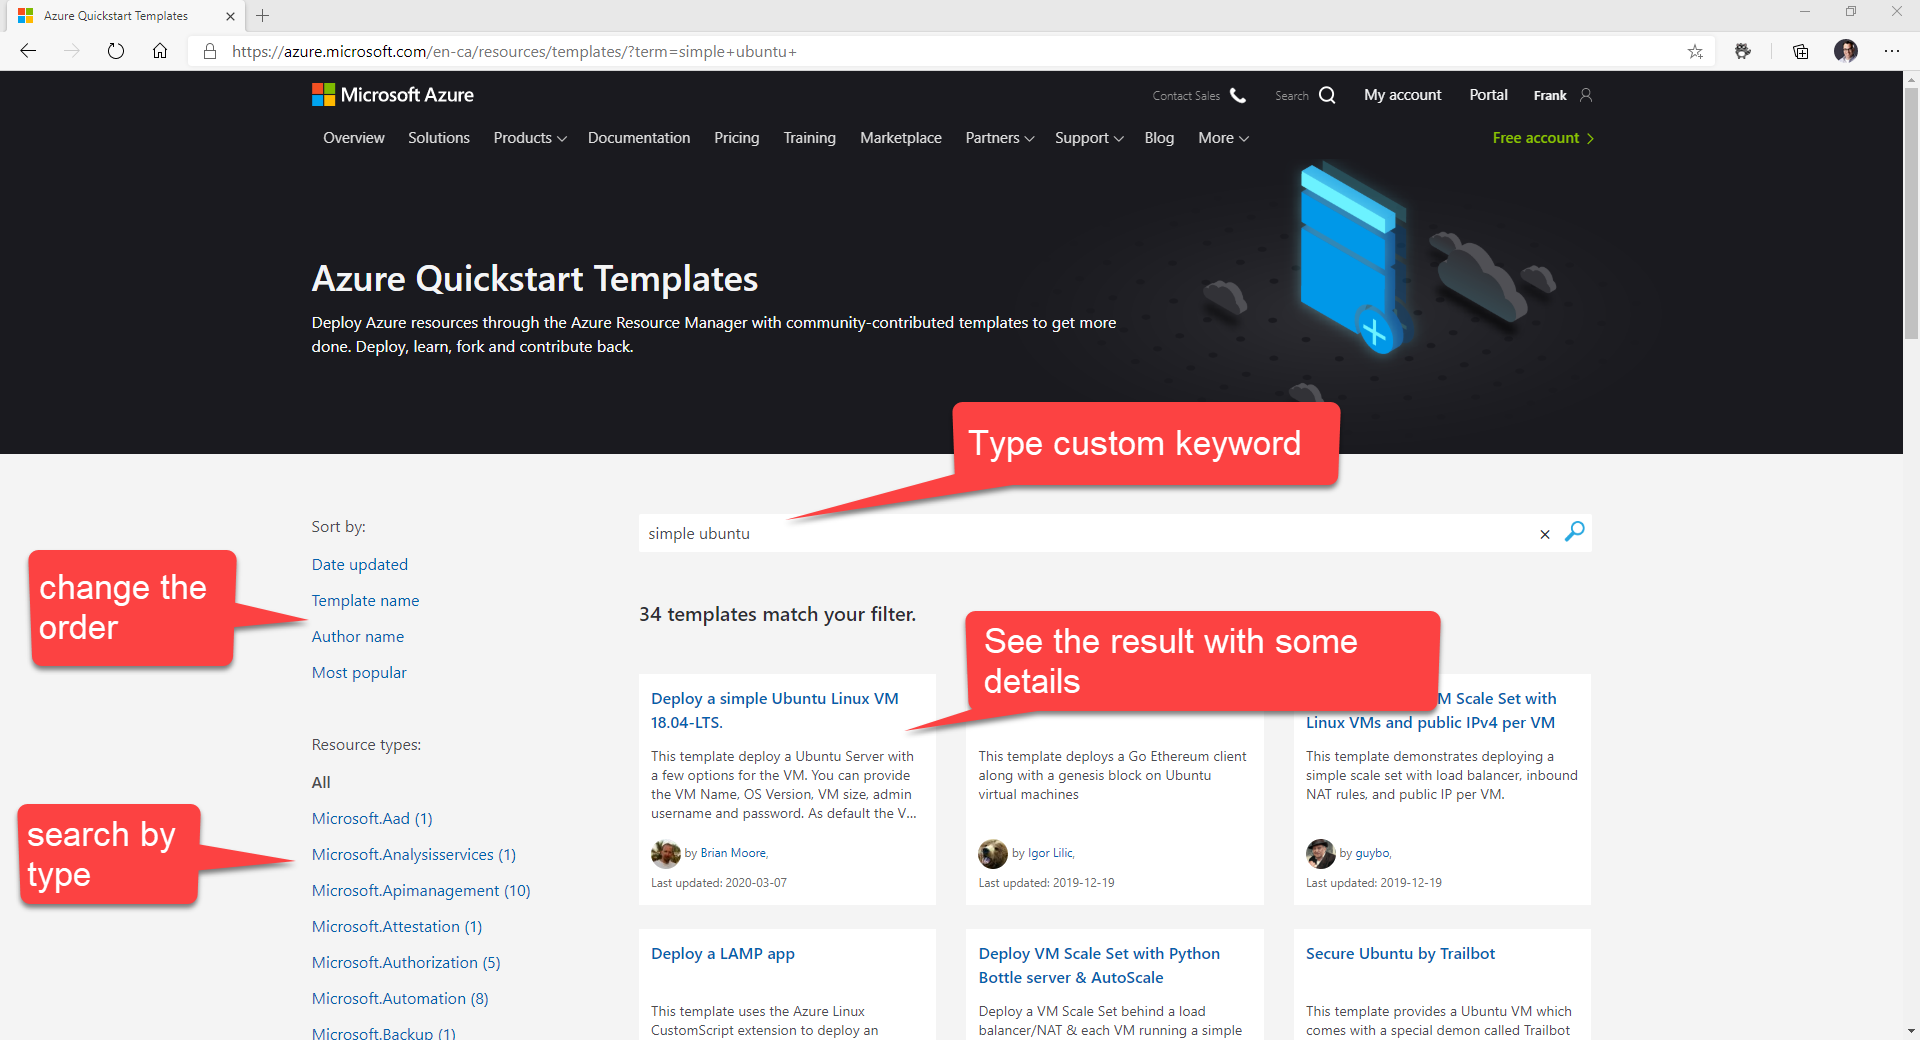 Azure Quickstart Templates
https://azure.microsoft.com/en-ca/resources/templates/?term=simple+ubuntu+
Microsoft Azure
Contact Sales
Search
My account
Portal
Frank
Overview
Solutions
Products
Documentation
Pricing
Training
Marketplace
Partners
Support
Blog
More
Free account
Azure Quickstart Templates
Deploy Azure resources through the Azure Resource Manager with community-contributed templates to get more
done. Deploy, learn, fork and contribute back.
Type custom keyword
simple ubuntu
34 templates match your filter.
Sort by:
Date updated
Template name
Author name
Most popular
change the
order
Resource types:
All
Microsoft.Aad (1)
Microsoft.Analysisservices (1)
Microsoft.Apimanagement (10)
Microsoft.Attestation (1)
Microsoft.Authorization (5)
Microsoft.Automation (8)
Microsoft.Backup (1)
search by
type
See the result with some
details
Deploy a simple Ubuntu Linux VM
18.04-LTS.
This template deploy a Ubuntu Server with
a few options for the VM. You can provide
the VM Name, OS Version, VM size, admin
username and password. As default the V...
by Brian Moore,
Last updated: 2020-03-07
This template deploys a Go Ethereum client
along with a genesis block on Ubuntu
virtual machines
by Igor Lilic,
Last updated: 2019-12-19
Scale Set with
Linux VMs and public IPv4 per VM
This template demonstrates deploying a
simple scale set with load balancer, inbound
NAT rules, and public IP per VM.
by guybo,
Last updated: 2019-12-19
Deploy a LAMP app
This template uses the Azure Linux
CustomScript extension to deploy an
Deploy VM Scale Set with Python
Bottle server & AutoScale
Deploy a VM Scale Set behind a load
balancer/NAT & each VM running a simple
Secure Ubuntu by Trailbot
This template provides a Ubuntu VM which
comes with a special demon called Trailbot